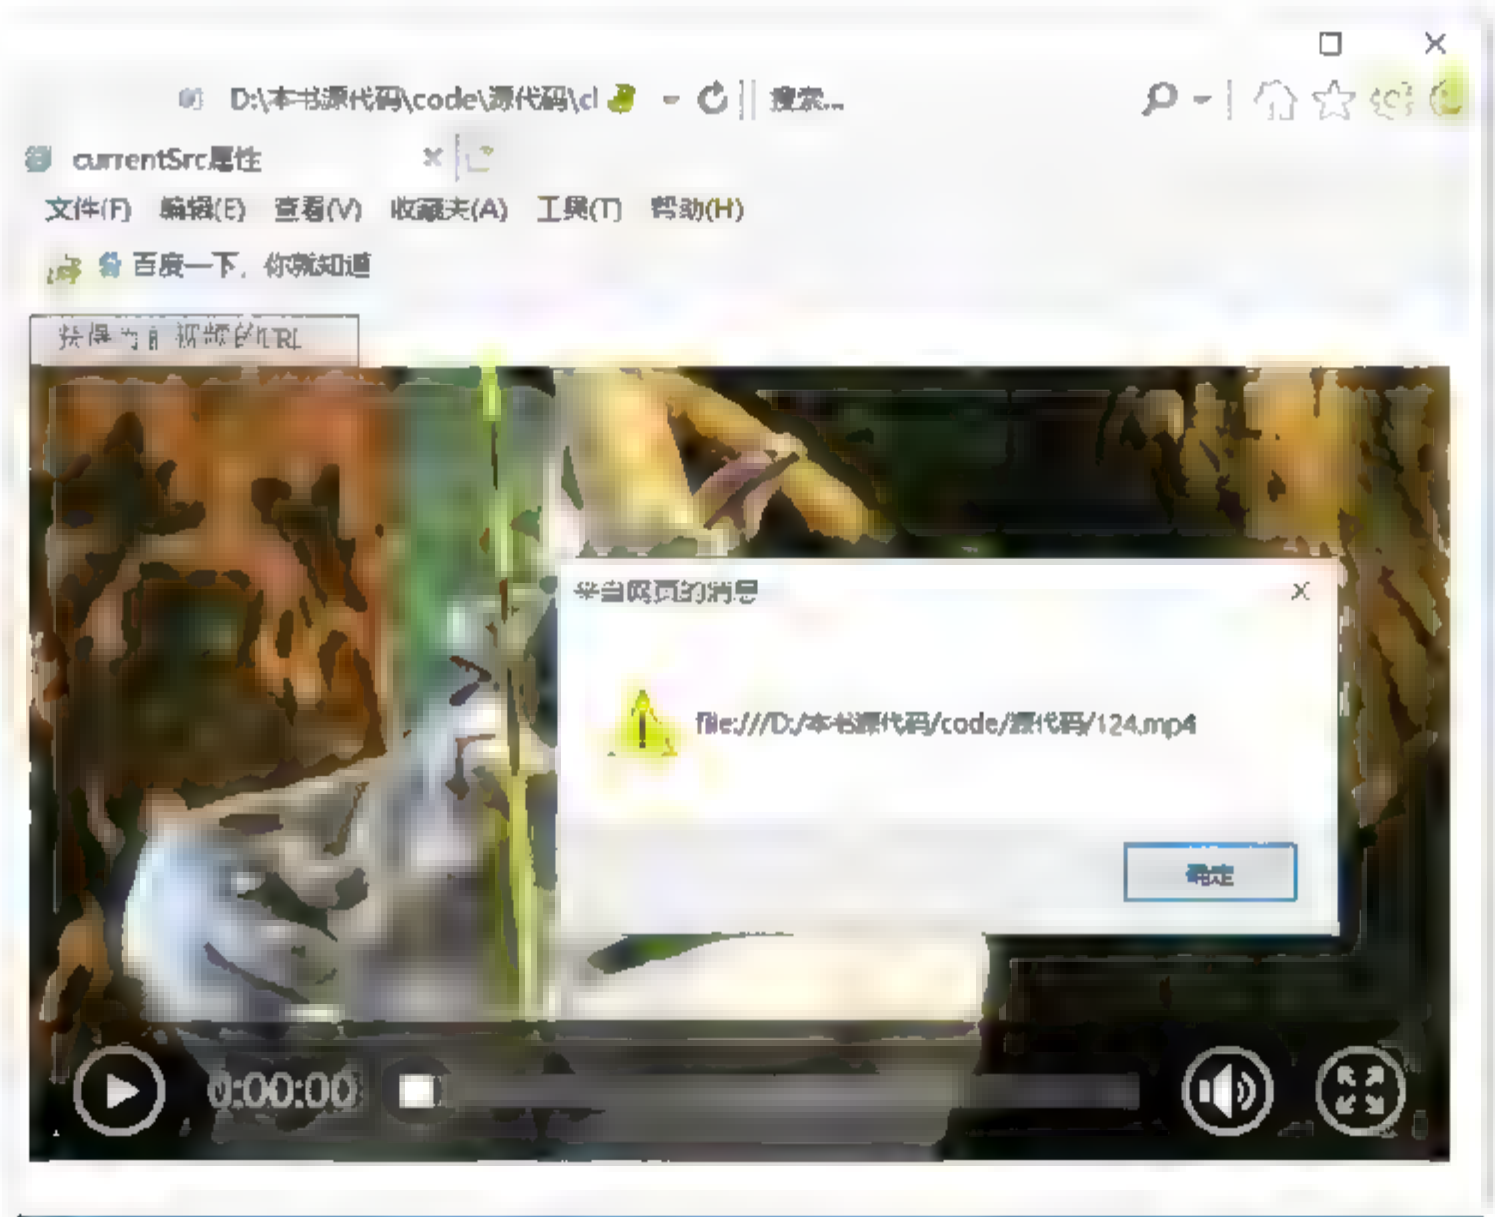 D:\本书源代码\code\源代码\cl 搜索...
currentSrc属性
文件(F) 编辑(E) 查看(V) 收藏夹(A) 工具(T) 帮助(H)
百度一下，你就知道
获得当前视频的URL
来自网页的消息
file:///D:/本书源代码/code/源代码/124.mp4
确定
0:00:00